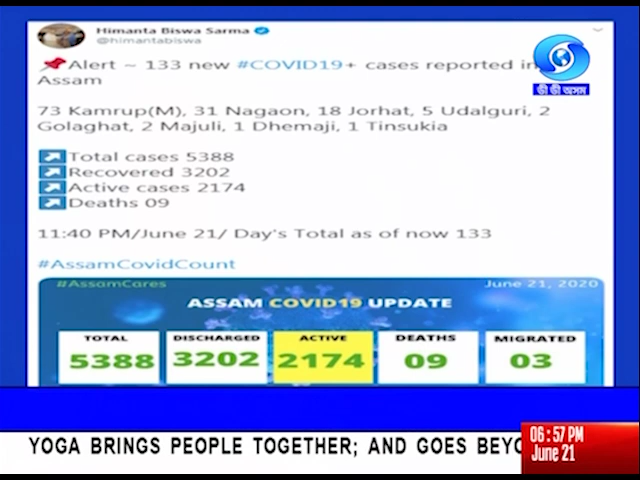 Himanta Biswa Sarma
@himantabiswa
Alert ~ 133 new #COVID19+ cases reported in
Assam
73 Kamrup(M), 31 Nagaon, 18 Jorhat, 5 Udalguri, 2
Golaghat, 2 Majuli, 1 Dhemaji, 1 Tinsukia
Total cases 5388
Recovered 3202
Active cases 2174
Deaths 09
11:40 PM/June 21/ Day's Total as of now 133
#AssamCovidCount
#AssamCares
June 21, 2020
ASSAM COVID19 UPDATE
TOTAL DISCHARGED ACTIVE DEATHS MIGRATED
5388 3202 2174 09 03
ডী ডী অসম
YOGA BRINGS PEOPLE TOGETHER; AND GOES BEYO
06:57 PM
June 21